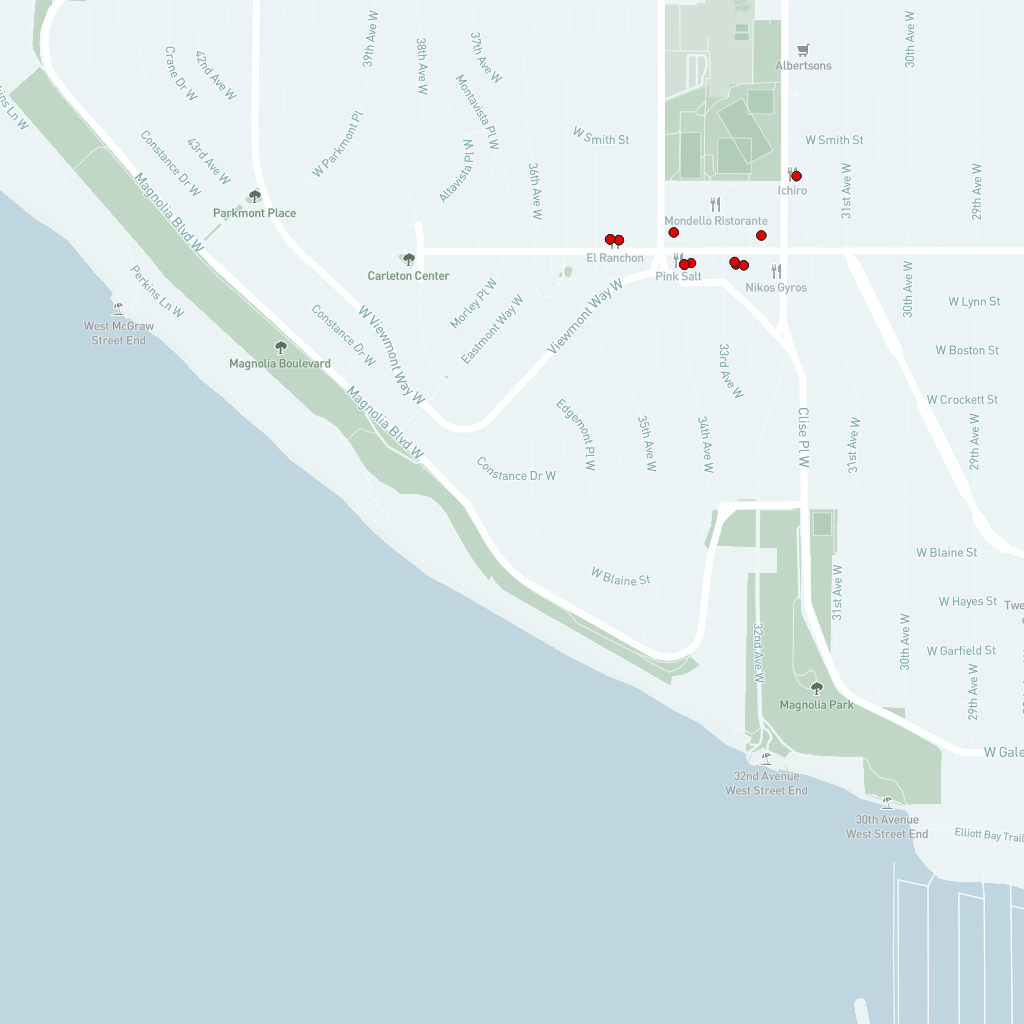 39th Ave W
38th Ave W
37th Ave W
30th Ave W
Crane Dr W
42nd Ave W
Albertsons
Montavista Pl W
W Smith St
W Smith St
W Parkmont Pl
Constance Dr W
43rd Ave W
Altavista Pl W
36th Ave W
31st Ave W
29th Ave W
Ichiro
Magnolia Blvd W
Parkmont Place
Mondello Ristorante
El Ranchon
Carleton Center
Pink Salt
Nikos Gyros
Perkins Ln W
Morley Pl W
Eastmont Way W
Viewmont Way W
W Viewmont Way W
30th Ave W
W Lynn St
West McGraw
Street End
Constance Dr W
Magnolia Boulevard
W Boston St
33rd Ave W
W Crockett St
Magnolia Blvd W
Edgemont Pl W
35th Ave W
34th Ave W
Clise Pl W
31st Ave W
29th Ave W
Constance Dr W
W Blaine St
W Blaine St
31st Ave W
W Hayes St
32nd Ave W
30th Ave W
W Garfield St
29th Ave W
Magnolia Park
W Gale
32nd Avenue
West Street End
30th Avenue
West Street End
Elliott Bay Trail